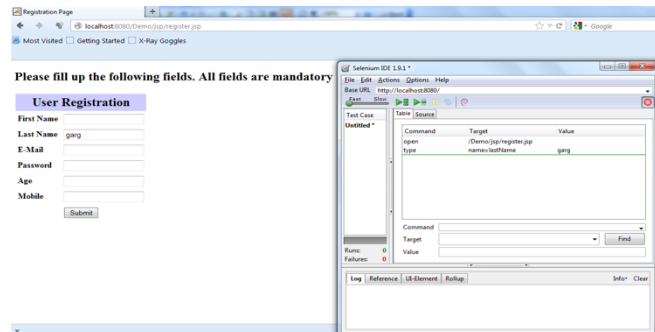 Registration Page
localhost:8080/Demo/jsp/register.jsp
Google
Most Visited Getting Started X-Ray Goggles
Please fill up the following fields. All fields are mandatory
User Registration
First Name
Last Name garg
E-Mail
Password
Age
Mobile
Submit
Selenium IDE 1.9.1 *
File Edit Actions Options Help
Base URL http://localhost:8080/
Fast Slow
Test Case
Untitled *
Table Source
Command Target Value
open /Demo/jsp/register.jsp
type name=lastName garg
Command
Target Find
Value
Runs: 0
Failures: 0
Log Reference UI-Element Rollup Info Clear